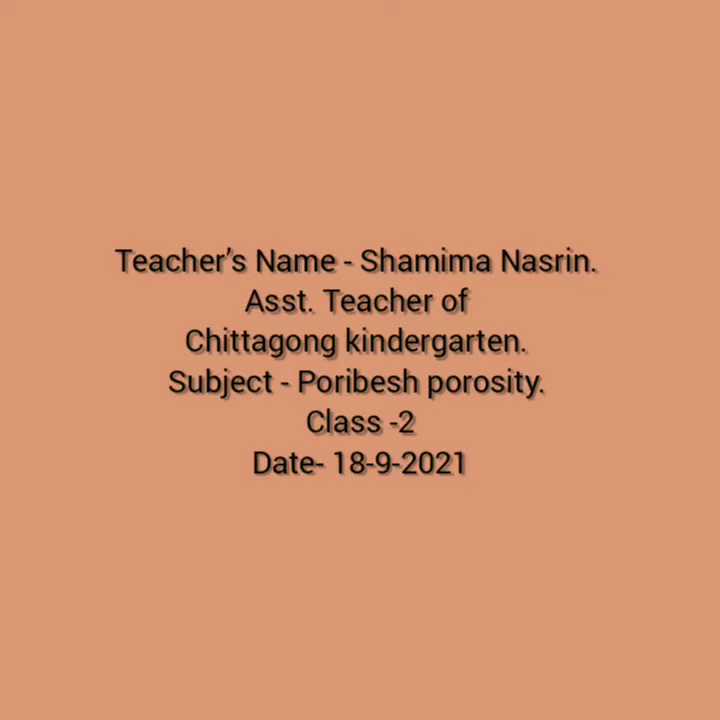 Teacher's Name - Shamima Nasrin.
Asst. Teacher of
Chittagong kindergarten.
Subject - Poribesh porosity.
Class -2
Date- 18-9-2021